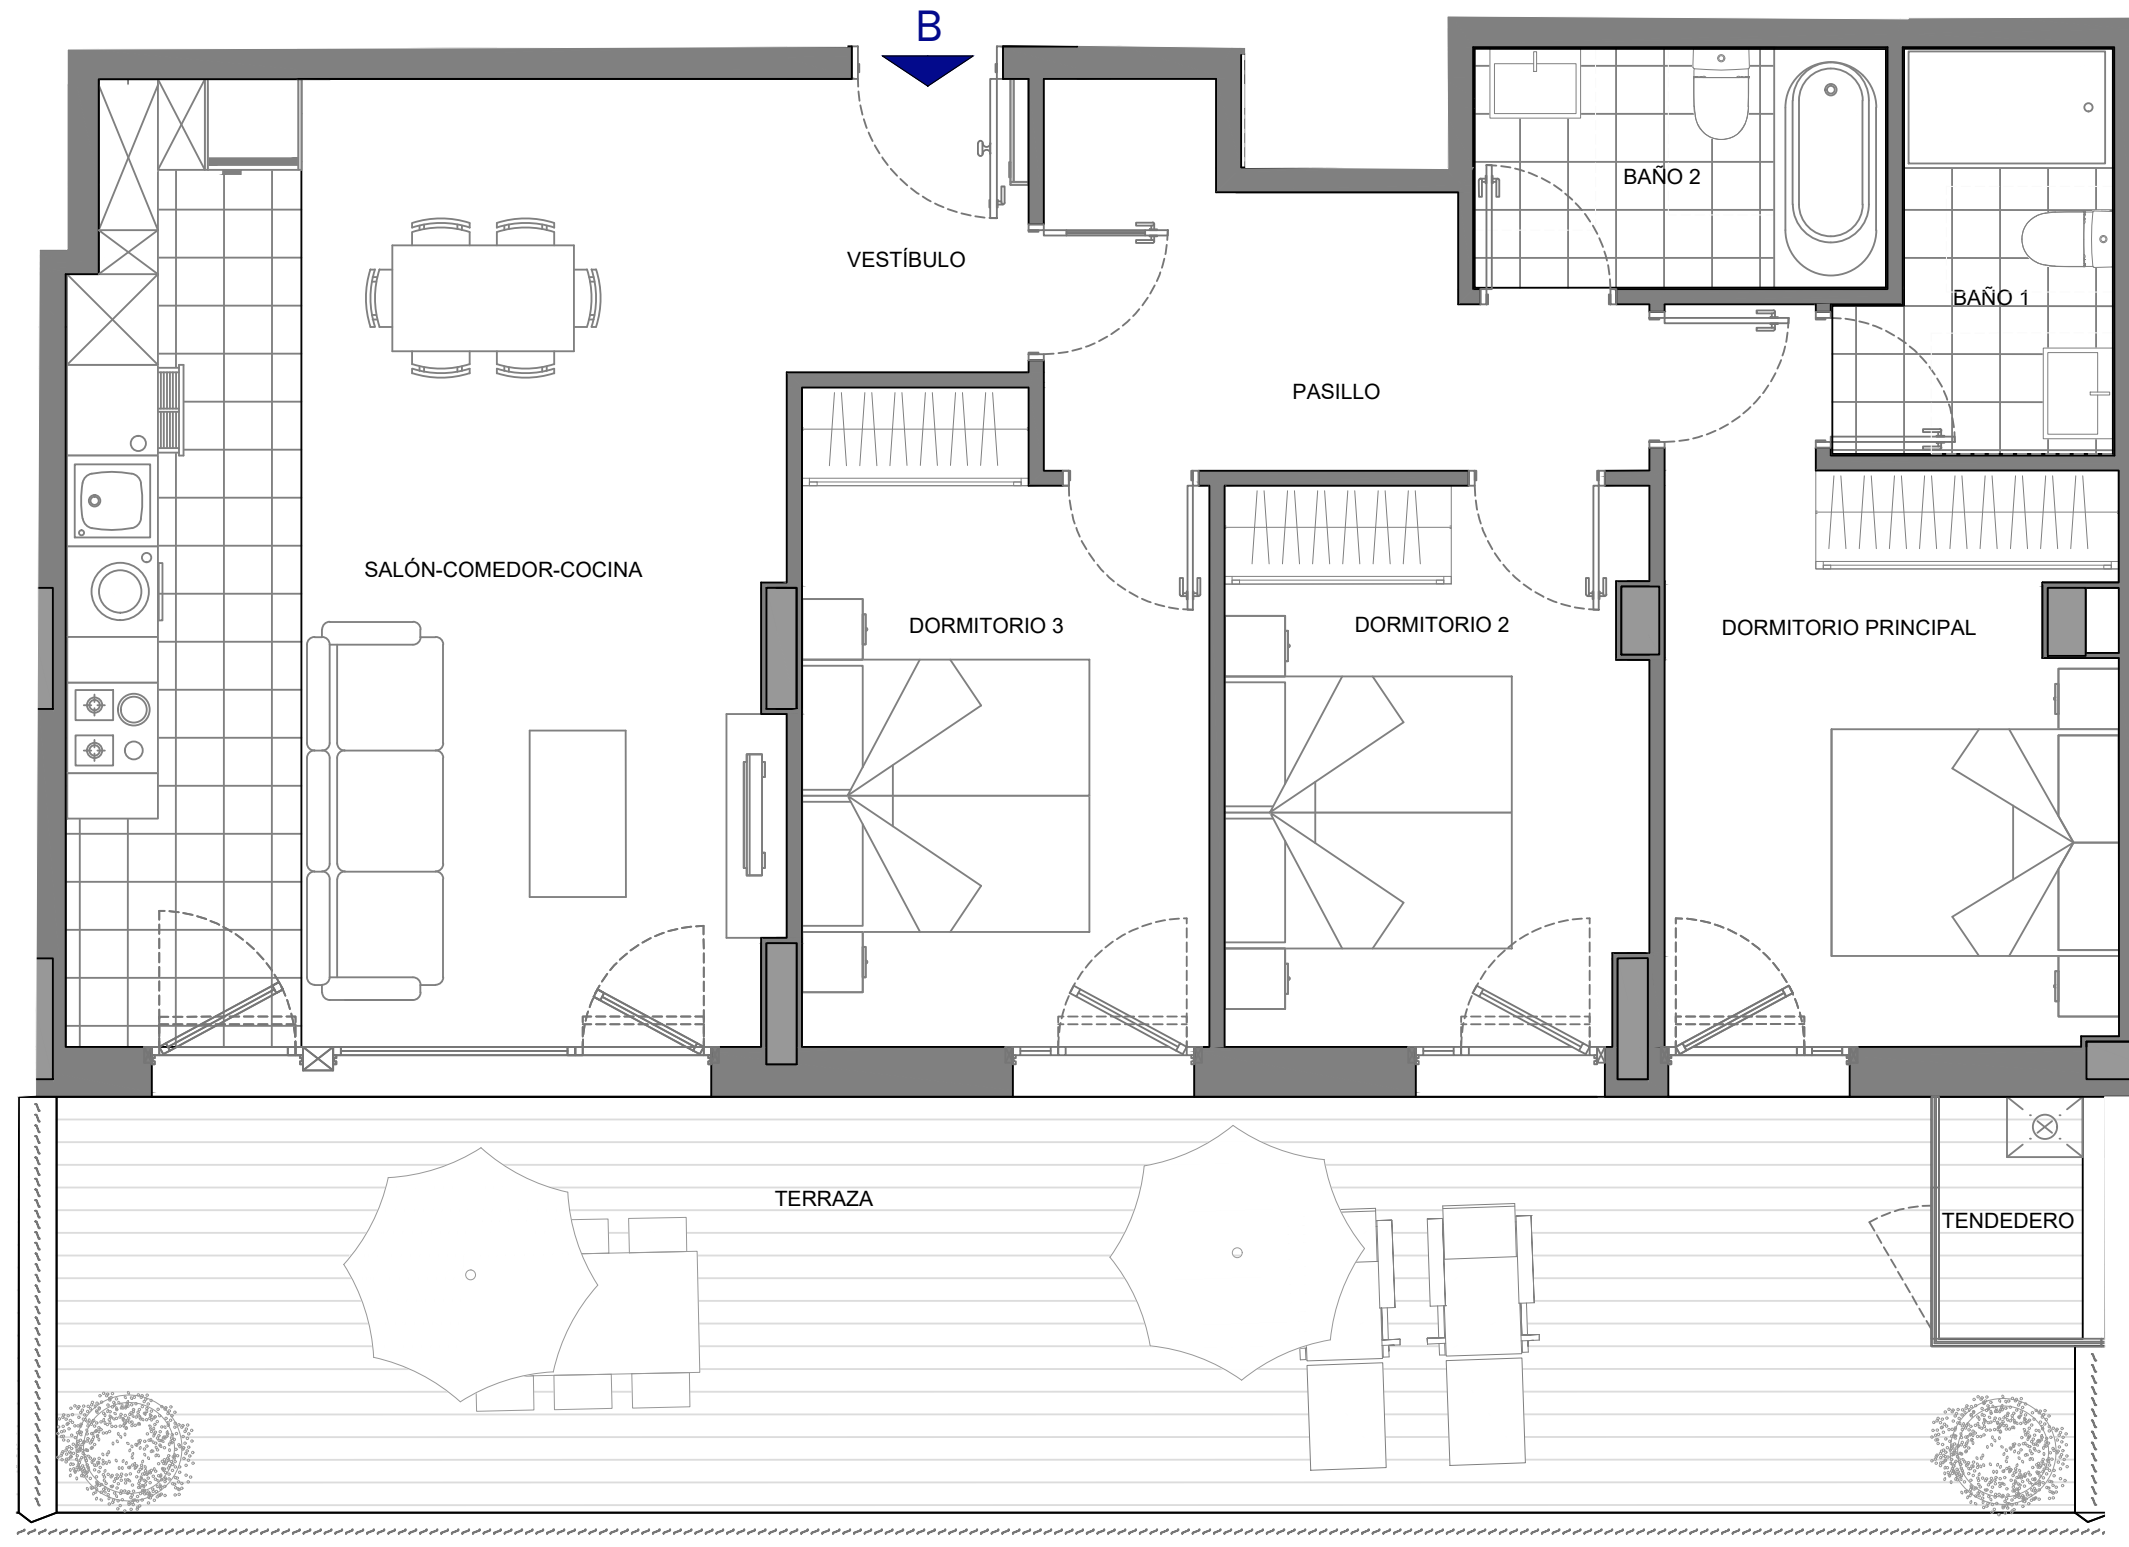 B
BAÑO 2
VESTÍBULO
BAÑO 1
PASILLO
SALÓN-COMEDOR-COCINA
DORMITORIO 3
DORMITORIO 2
DORMITORIO PRINCIPAL
TERRAZA
TENDEDERO